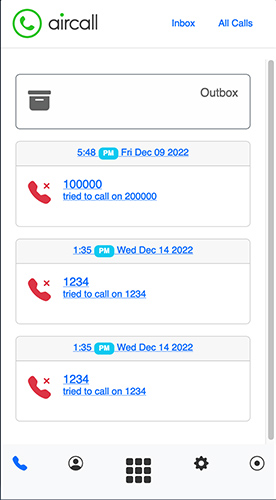 aircall
Inbox
All Calls
Outbox
5:48 PM Fri Dec 09 2022
100000
tried to call on 200000
1:35 PM Wed Dec 14 2022
1234
tried to call on 1234
1:35 PM Wed Dec 14 2022
1234
tried to call on 1234